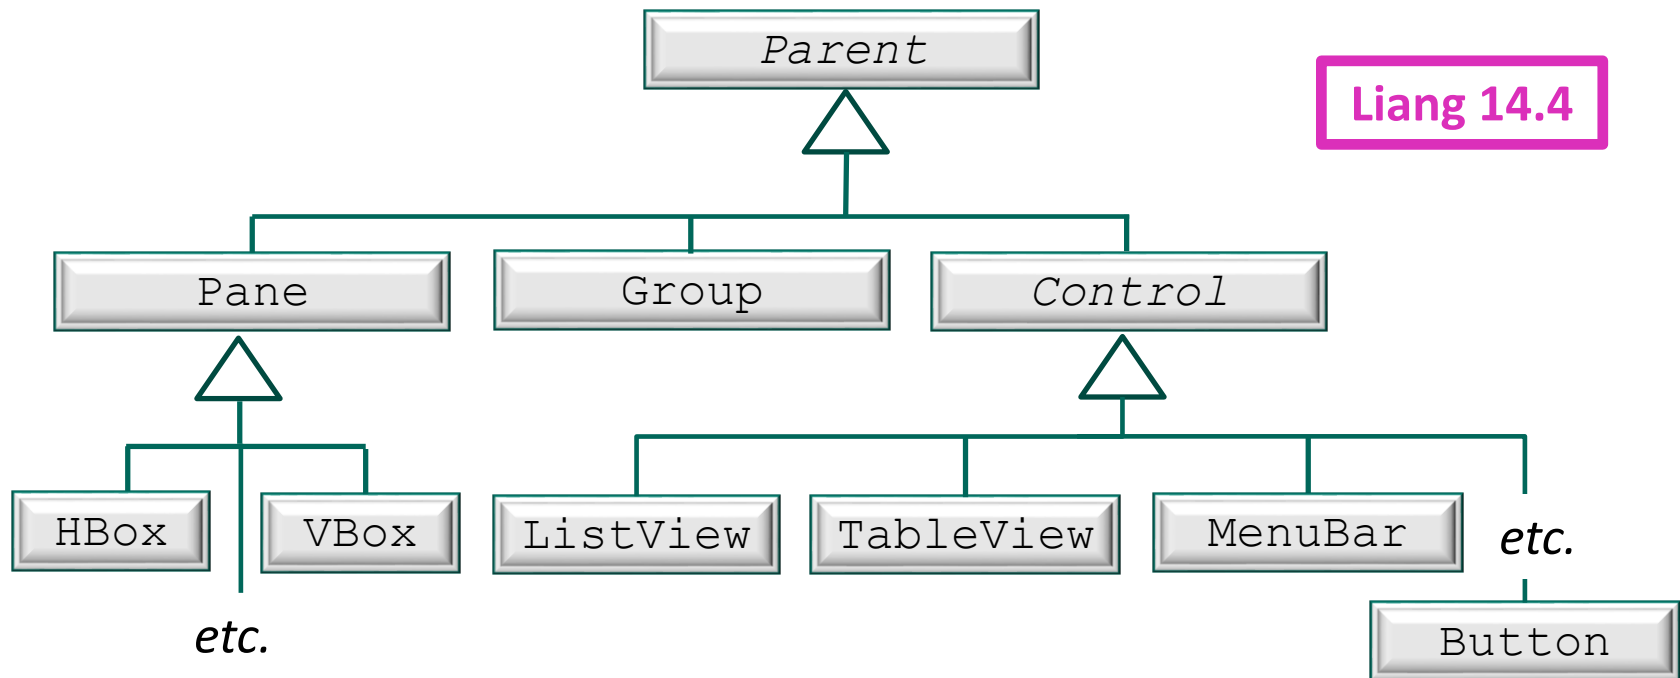 Parent
Liang 14.4
Pane
Group
Control
HBox
VBox
ListView
TableView
MenuBar
etc.
etc.
Button